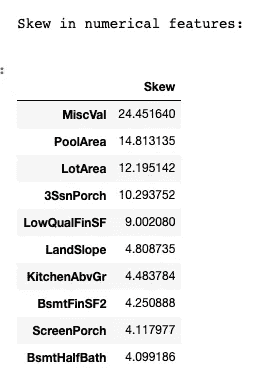 Skew in numerical features:
:
Skew
MiscVal 24.451640
PoolArea 14.813135
LotArea 12.195142
3SsnPorch 10.293752
LowQualFinSF 9.002080
LandSlope 4.808735
KitchenAbvGr 4.483784
BsmtFinSF2 4.250888
ScreenPorch 4.117977
BsmtHalfBath 4.099186